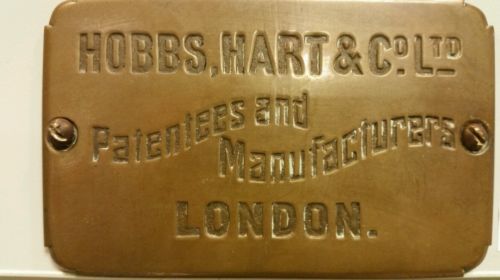 HOBBS, HART & CO. LTD
Patentees and
Manufacturers
LONDON.